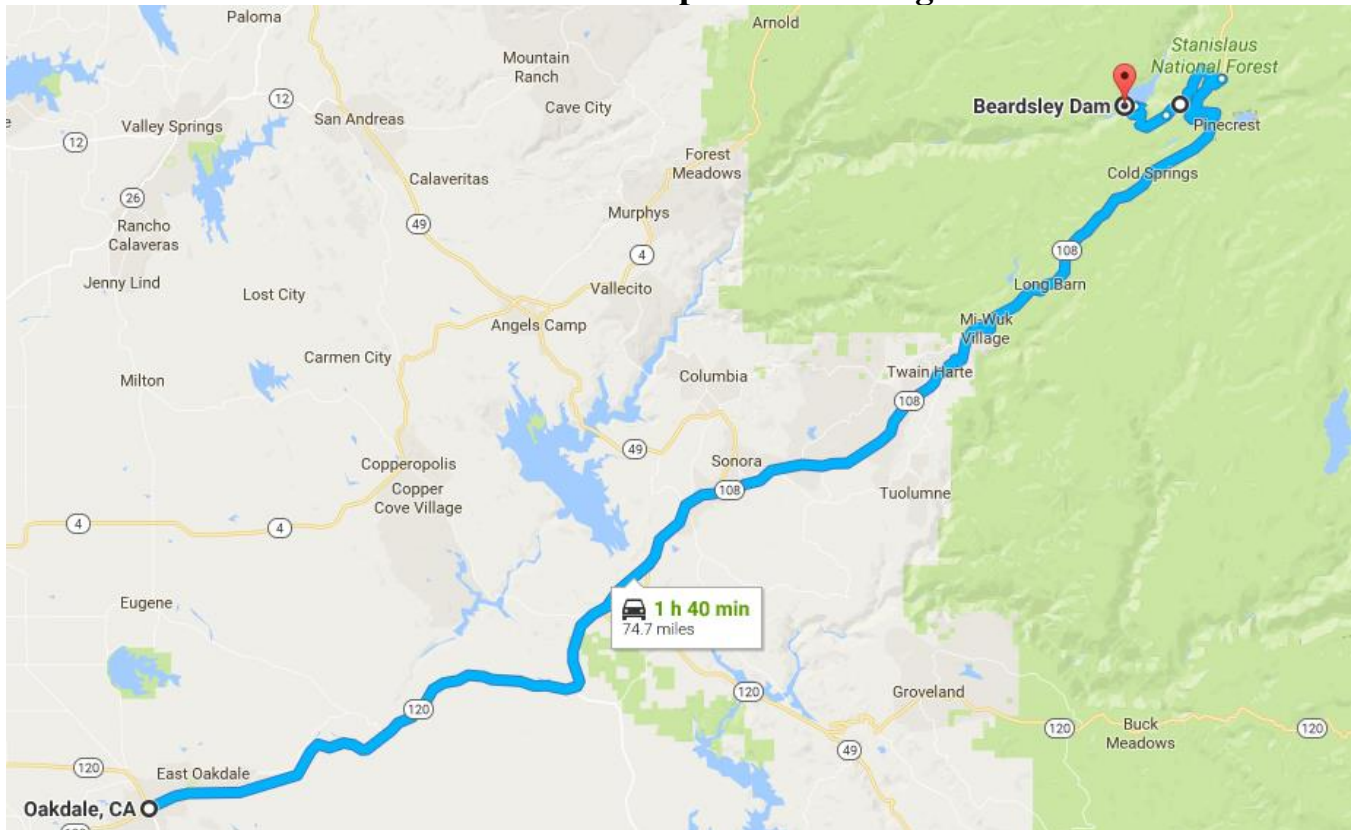 Paloma
Arnold
Stanislaus
National Forest
Mountain
Ranch
Beardsley Dam
12
Cave City
Valley Springs
San Andreas
Pinecrest
12
Forest
Meadows
Cold Springs
Calaveritas
26
49
Murphys
Rancho
Calaveras
4
108
Jenny Lind
Lost City
Vallecito
Long Barn
Angels Camp
Mi-Wuk
Village
Carmen City
Milton
Columbia
Twain Harte
108
49
Copperopolis
Sonora
Copper
Cove Village
108
Tuolumne
4
4
Eugene
1 h 40 min
74.7 miles
120
Groveland
120
Buck
Meadows
120
120
49
120
East Oakdale
Oakdale, CA